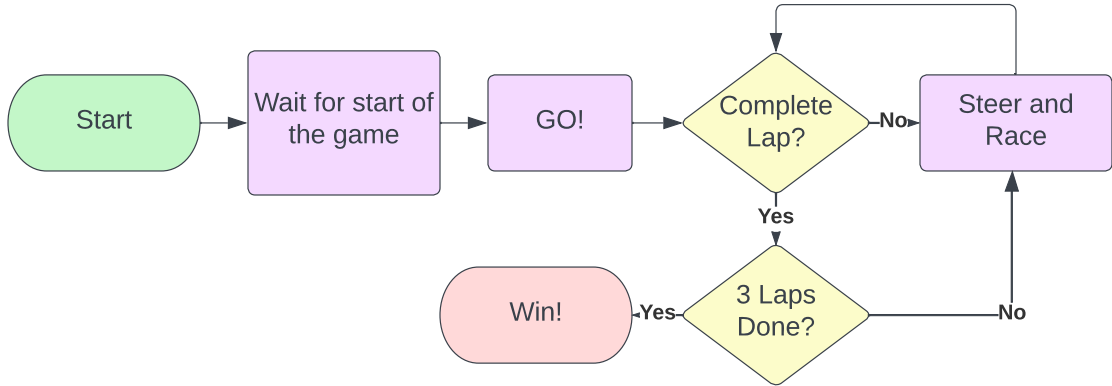 Start
Wait for start of
the game
GO!
Complete
Lap?
No
Steer and
Race
Yes
3 Laps
Done?
Yes
Win!
No